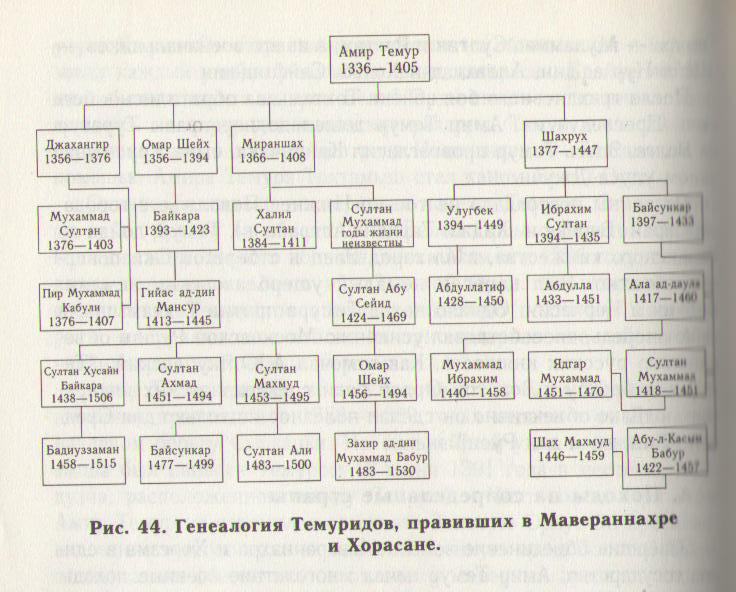 Амир Темур
1336—1405
Джахангир
1356—1376
Омар Шейх
1356—1394
Мираншах
1366—1408
Шахрух
1377—1447
Мухаммад
Султан
1376—1403
Байкара
1393—1423
Халил
Султан
1384—1411
Султан
Мухаммад
годы жизни
неизвестны
Улугбек
1394—1449
Ибрахим
Султан
1394—1435
Байсункар
1397—1433
Пир Мухаммад
Кабули
1376—1407
Гийас ад-дин
Мансур
1413—1445
Султан Абу
Сейид
1424—1469
Абдуллатиф
1428—1450
Абдулла
1433—1451
Ала ад-даула
1417—1460
Султан Хусайн
Байкара
1438—1506
Султан
Ахмад
1451—1494
Султан
Махмуд
1453—1495
Омар
Шейх
1456—1494
Мухаммад
Ибрахим
1440—1458
Ядгар
Мухаммад
1451—1470
Султан
Мухаммад
1418—1451
Бадиуззаман
1458—1515
Байсункар
1477—1499
Султан Али
1483—1500
Захир ад-дин
Мухаммад Бабур
1483—1530
Шах Махмуд
1446—1459
Абу-л-Касым
Бабур
1422—1457
Рис. 44. Генеалогия Темуридов, правивших в Мавераннахре
и Хорасане.